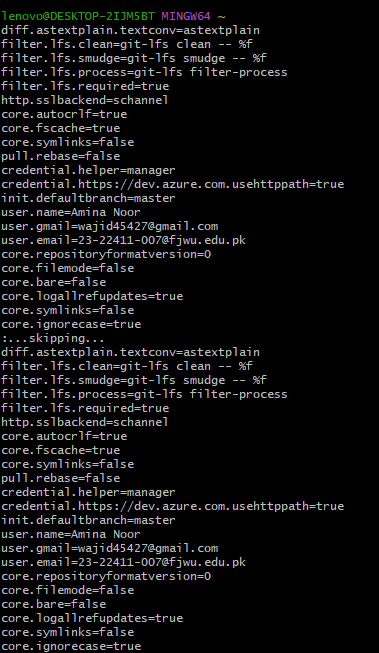 lenovo@DESKTOP-2IJM5BT MINGW64 ~
diff.astextplain.textconv=astextplain
filter.lfs.clean=git-lfs clean -- %f
filter.lfs.smudge=git-lfs smudge -- %f
filter.lfs.process=git-lfs filter-process
filter.lfs.required=true
http.sslbackend=schannel
core.autocrlf=true
core.fscache=true
core.symlinks=false
pull.rebase=false
credential.helper=manager
credential.https://dev.azure.com.usehttppath=true
init.defaultbranch=master
user.name=Amina Noor
user.gmail=wajid45427@gmail.com
user.email=23-22411-007@fjwu.edu.pk
core.repositoryformatversion=0
core.filemode=false
core.bare=false
core.logallrefupdates=true
core.symlinks=false
core.ignorecase=true
:...skipping...
diff.astextplain.textconv=astextplain
filter.lfs.clean=git-lfs clean -- %f
filter.lfs.smudge=git-lfs smudge -- %f
filter.lfs.process=git-lfs filter-process
filter.lfs.required=true
http.sslbackend=schannel
core.autocrlf=true
core.fscache=true
core.symlinks=false
pull.rebase=false
credential.helper=manager
credential.https://dev.azure.com.usehttppath=true
init.defaultbranch=master
user.name=Amina Noor
user.gmail=wajid45427@gmail.com
user.email=23-22411-007@fjwu.edu.pk
core.repositoryformatversion=0
core.filemode=false
core.bare=false
core.logallrefupdates=true
core.symlinks=false
core.ignorecase=true